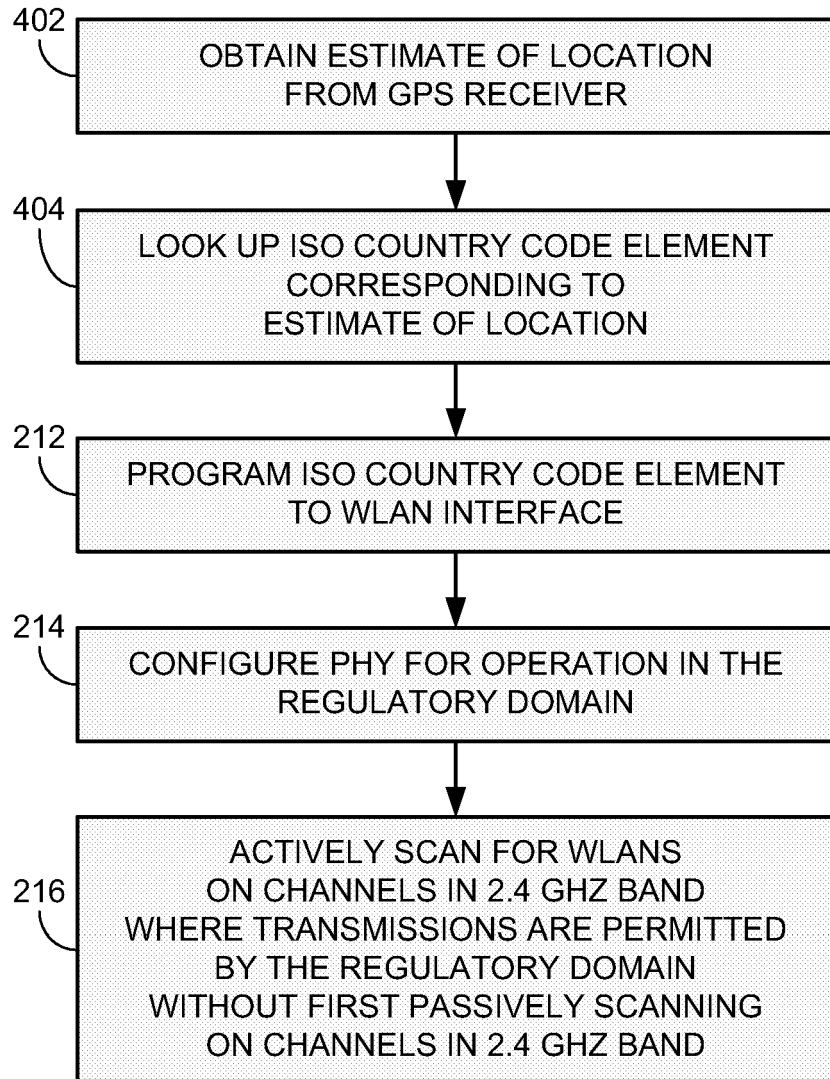 402
OBTAIN ESTIMATE OF LOCATION
FROM GPS RECEIVER
404
LOOK UP ISO COUNTRY CODE ELEMENT
CORRESPONDING TO
ESTIMATE OF LOCATION
212
PROGRAM ISO COUNTRY CODE ELEMENT
TO WLAN INTERFACE
214
CONFIGURE PHY FOR OPERATION IN THE
REGULATORY DOMAIN
216
ACTIVELY SCAN FOR WLANS
ON CHANNELS IN 2.4 GHZ BAND
WHERE TRANSMISSIONS ARE PERMITTED
BY THE REGULATORY DOMAIN
WITHOUT FIRST PASSIVELY SCANNING
ON CHANNELS IN 2.4 GHZ BAND